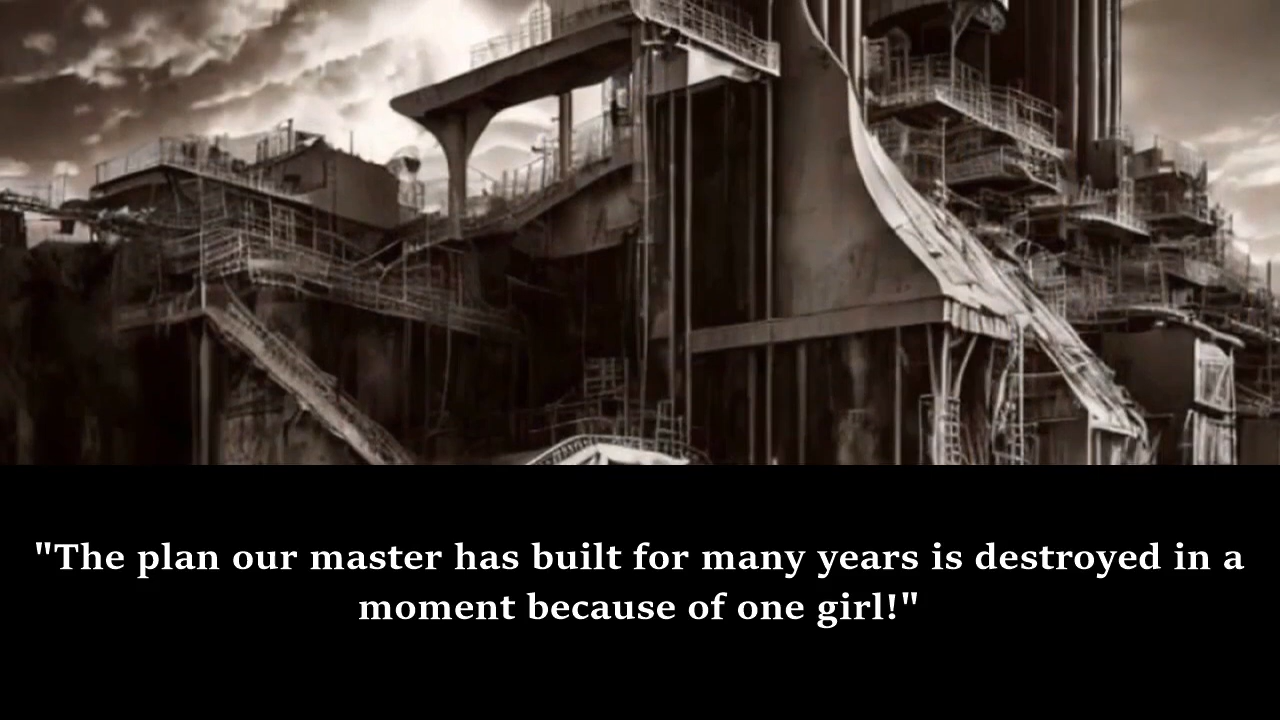 "The plan our master has built for many years is destroyed in a
moment because of one girl!"